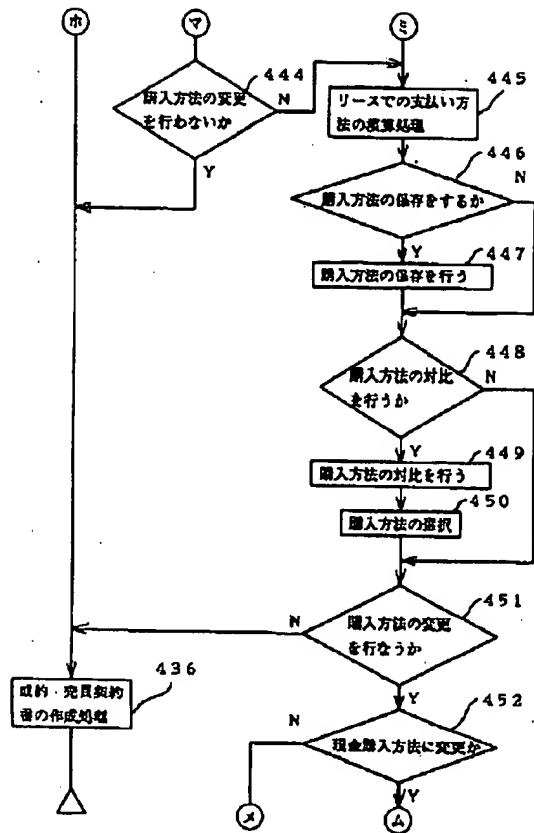 ホ
マ
ミ
444
購入方法の変更
を行わないか
N
Y
445
リースでの支払い方
法の演算処理
446
購入方法の保存をするか
N
Y
447
購入方法の保存を行う
448
購入方法の対比
を行うか
N
Y
449
購入方法の対比を行う
450
購入方法の選択
451
購入方法の変更
を行なうか
N
Y
436
成約・売買契約
書の作成処理
452
現金購入方法に変更か
N
Y
メ
ム